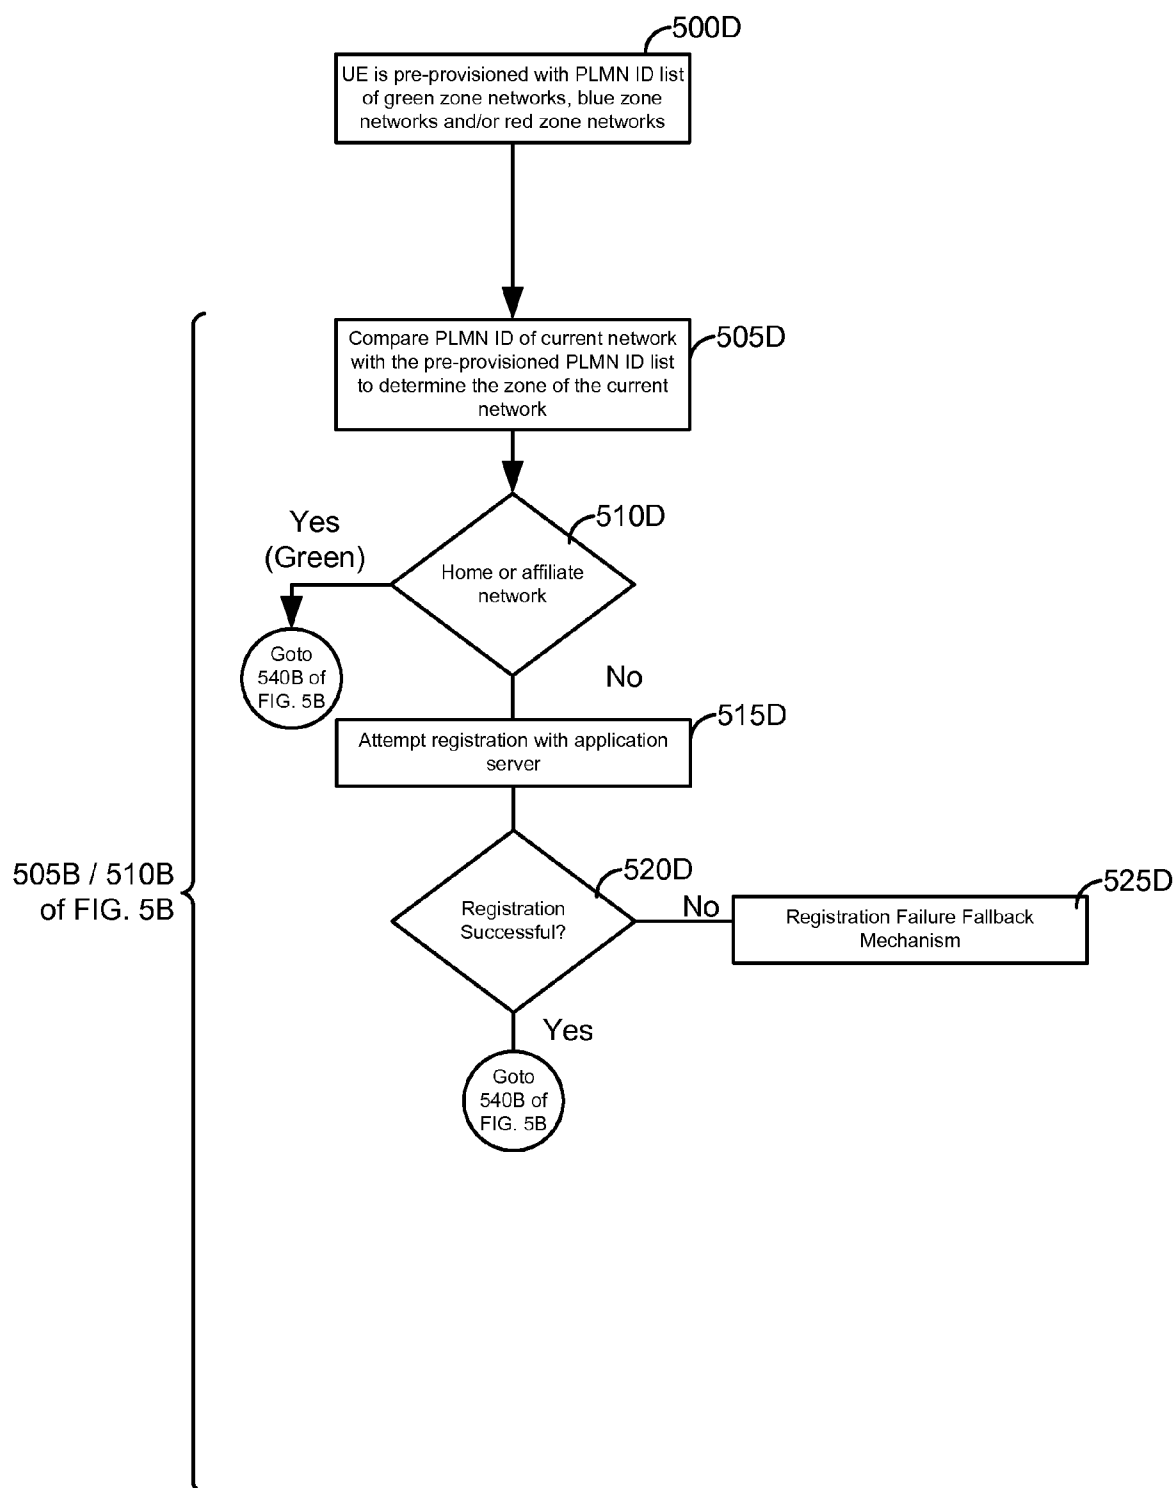 500D
UE is pre-provisioned with PLMN ID list
of green zone networks, blue zone
networks and/or red zone networks
Compare PLMN ID of current network
with the pre-provisioned PLMN ID list
to determine the zone of the current
network
505D
510D
Yes
(Green)
Home or affiliate
network
Goto
540B of
FIG. 5B
No
515D
Attempt registration with application
server
505B / 510B
of FIG. 5B
520D
Registration
Successful?
No
525D
Registration Failure Fallback
Mechanism
Yes
Goto
540B of
FIG. 5B